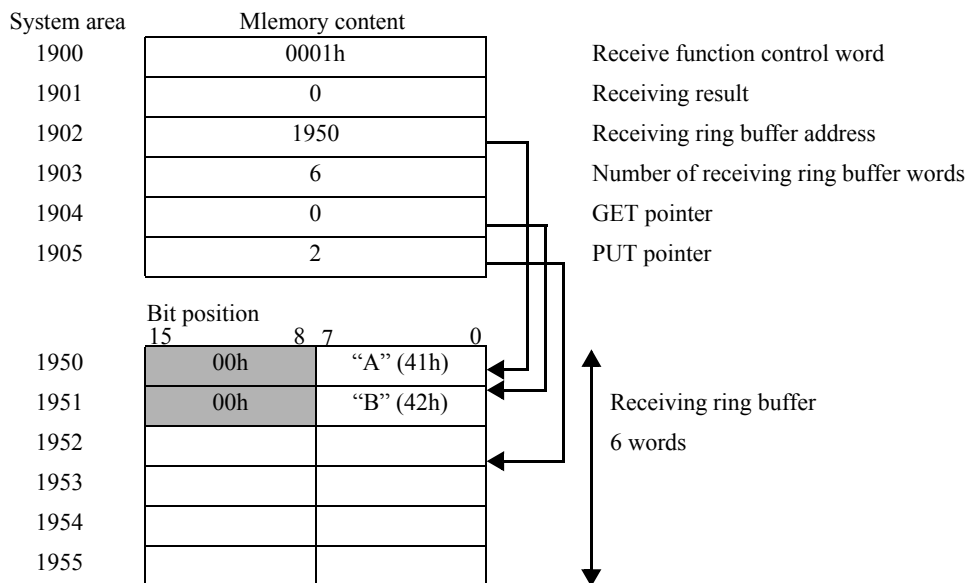 System area Mlemory content
1900 0001h Receive function control word
1901 0 Receiving result
1902 1950 Receiving ring buffer address
1903 6 Number of receiving ring buffer words
1904 0 GET pointer
1905 2 PUT pointer
Bit position
15 8 7 0
1950 00h “A” (41h)
1951 00h “B” (42h) Receiving ring buffer
1952 6 words
1953
1954
1955